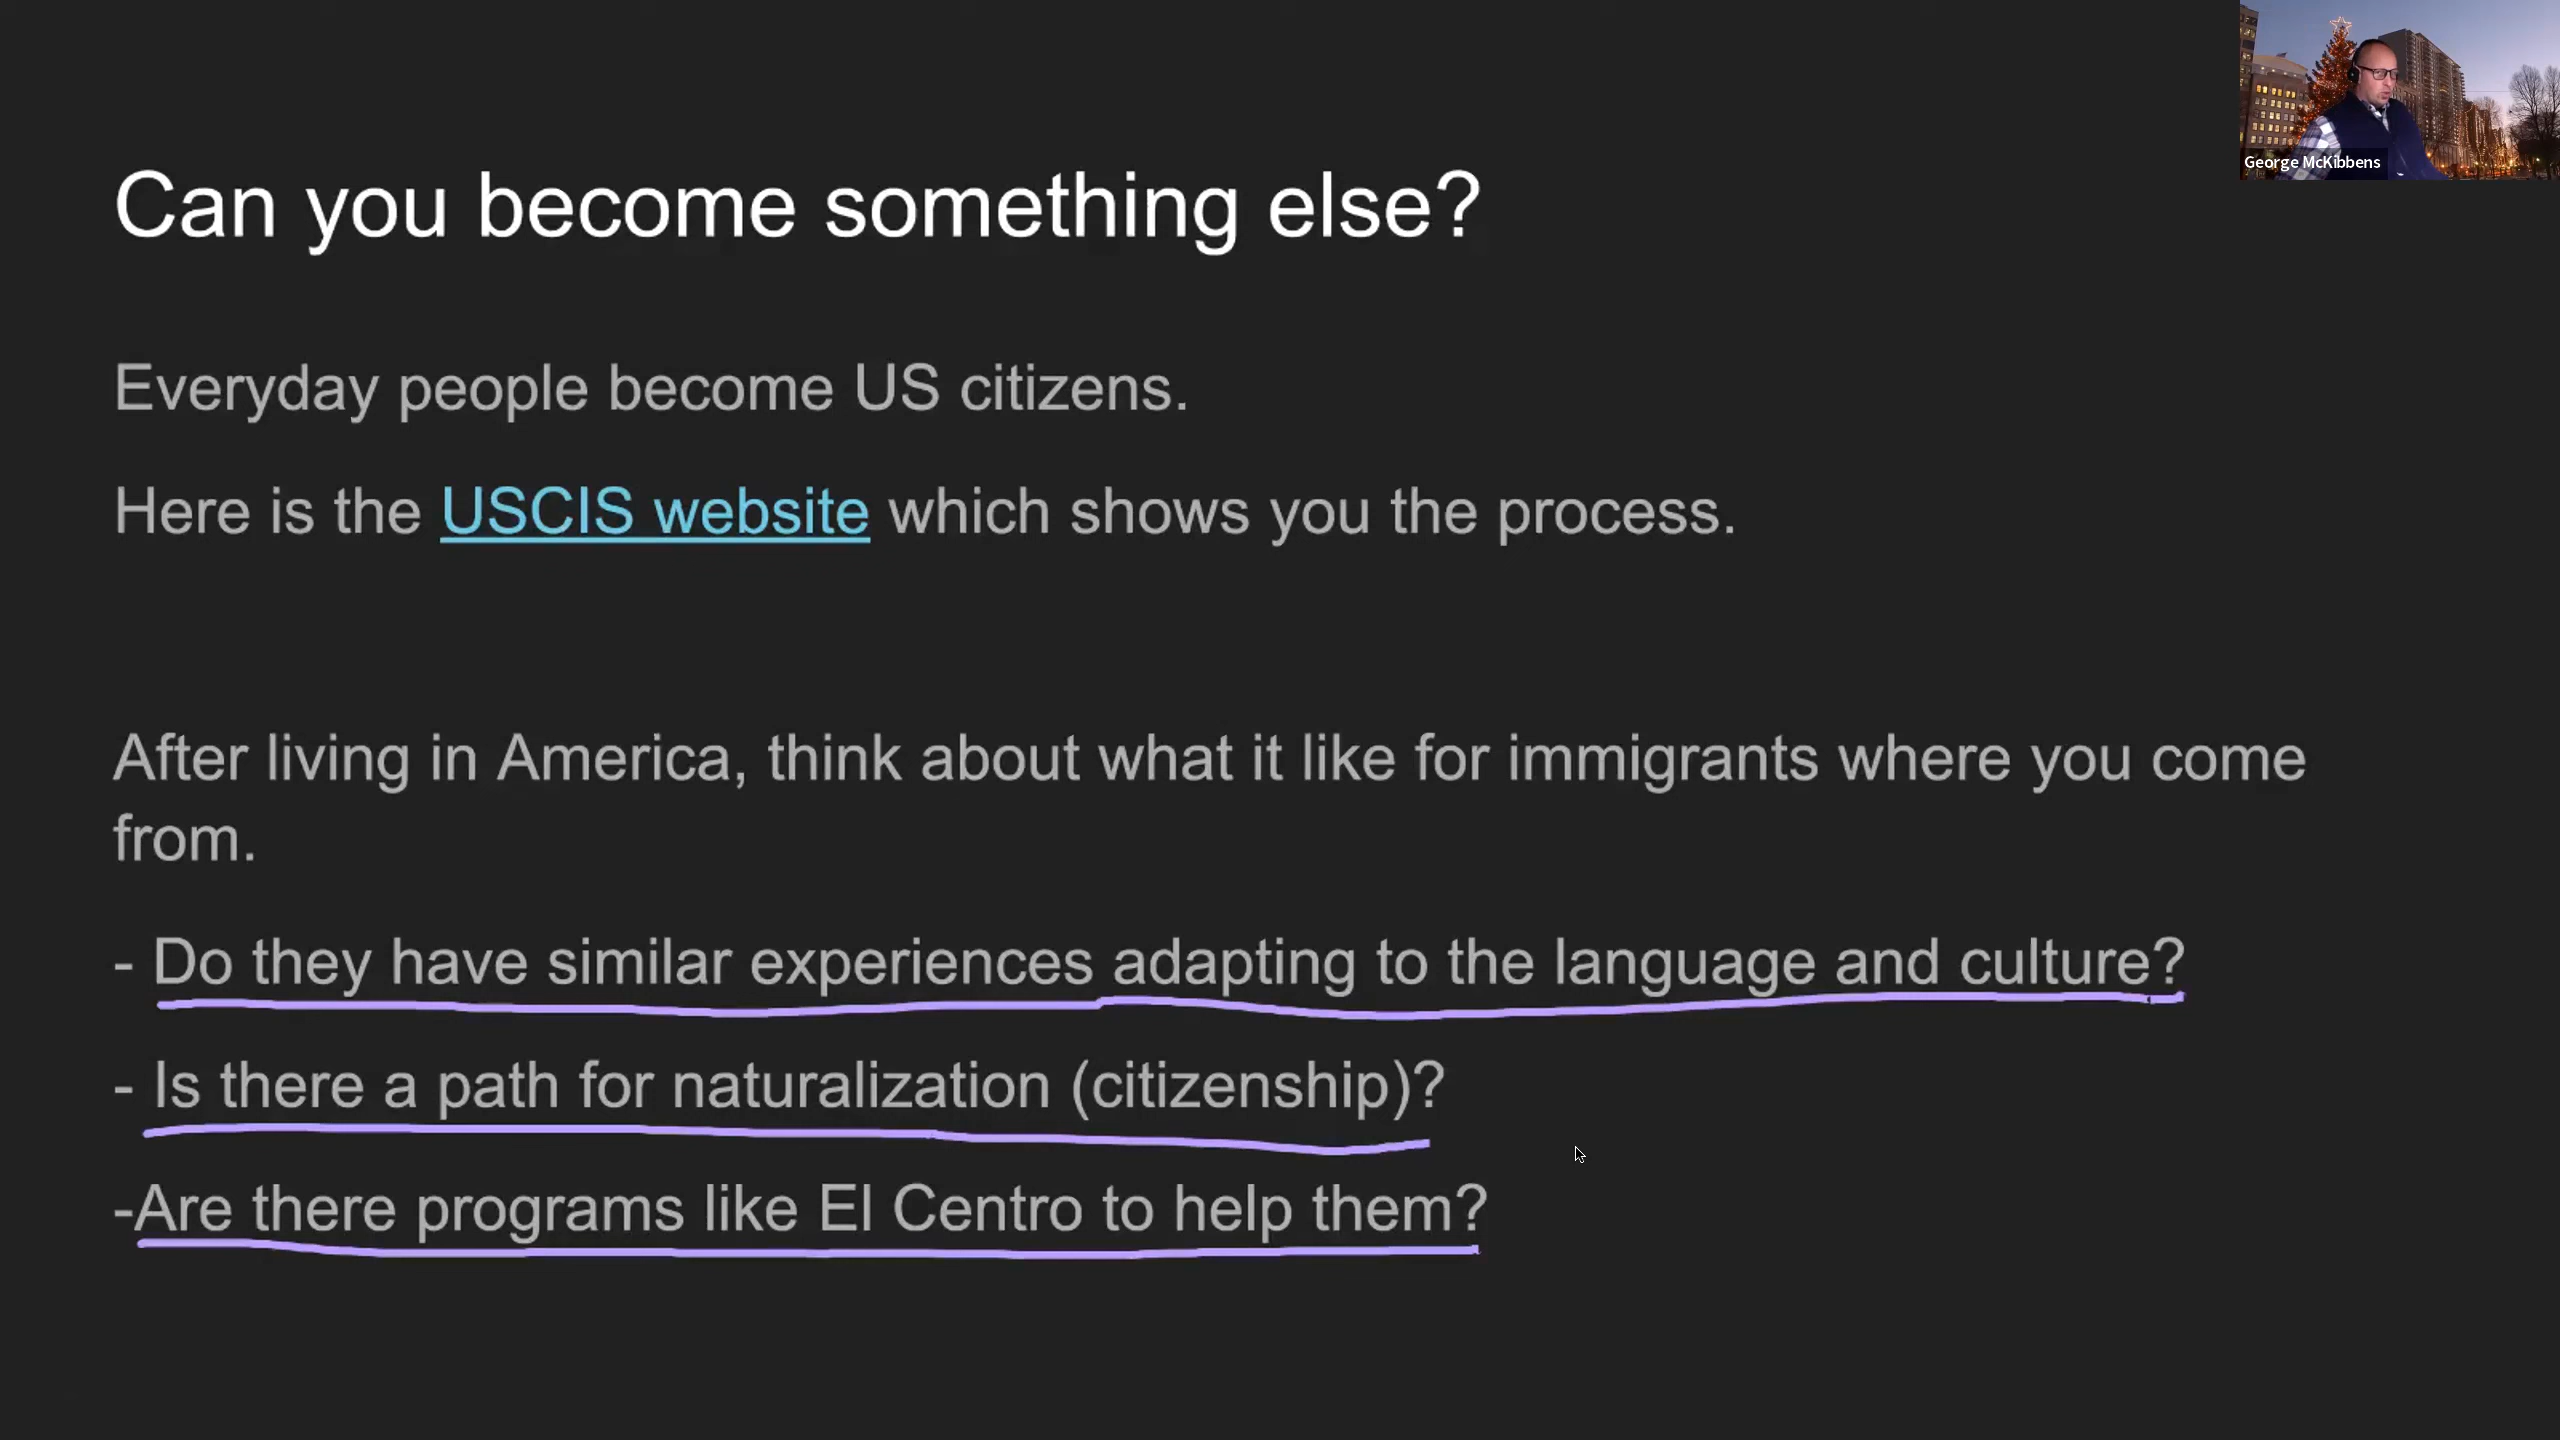 George McKibbens
Can you become something else?
Everyday people become US citizens.
Here is the USCIS website which shows you the process.
After living in America, think about what it like for immigrants where you come
from.
- Do they have similar experiences adapting to the language and culture?
- Is there a path for naturalization (citizenship)?
-Are there programs like El Centro to help them?